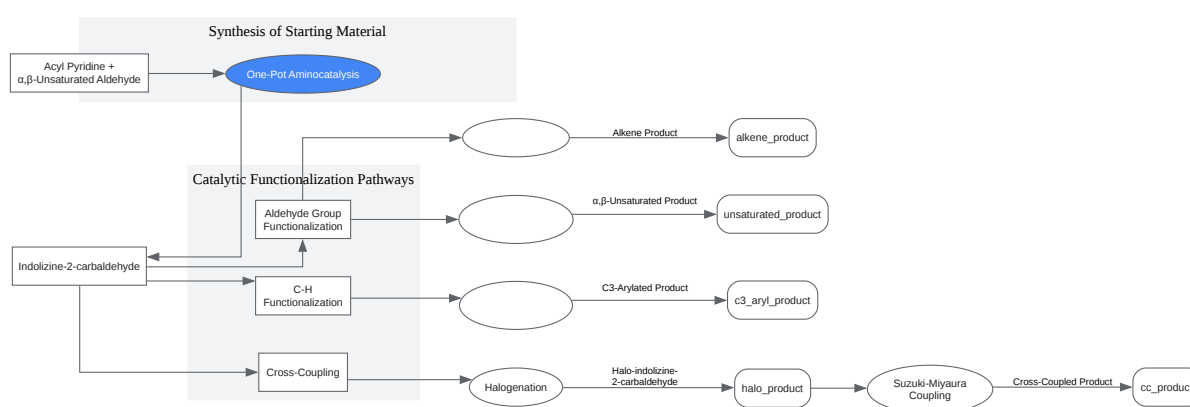 Synthesis of Starting Material
Acyl Pyridine +
α,β-Unsaturated Aldehyde
One-Pot Aminocatalysis
Alkene Product
alkene_product
Catalytic Functionalization Pathways
Aldehyde Group
Functionalization
α,β-Unsaturated Product
unsaturated_product
Indolizine-2-carbaldehyde
C-H
Functionalization
C3-Arylated Product
c3_aryl_product
Cross-Coupling
Halogenation
Halo-indolizine-
2-carbaldehyde
halo_product
Suzuki-Miyaura
Coupling
Cross-Coupled Product
cc_product